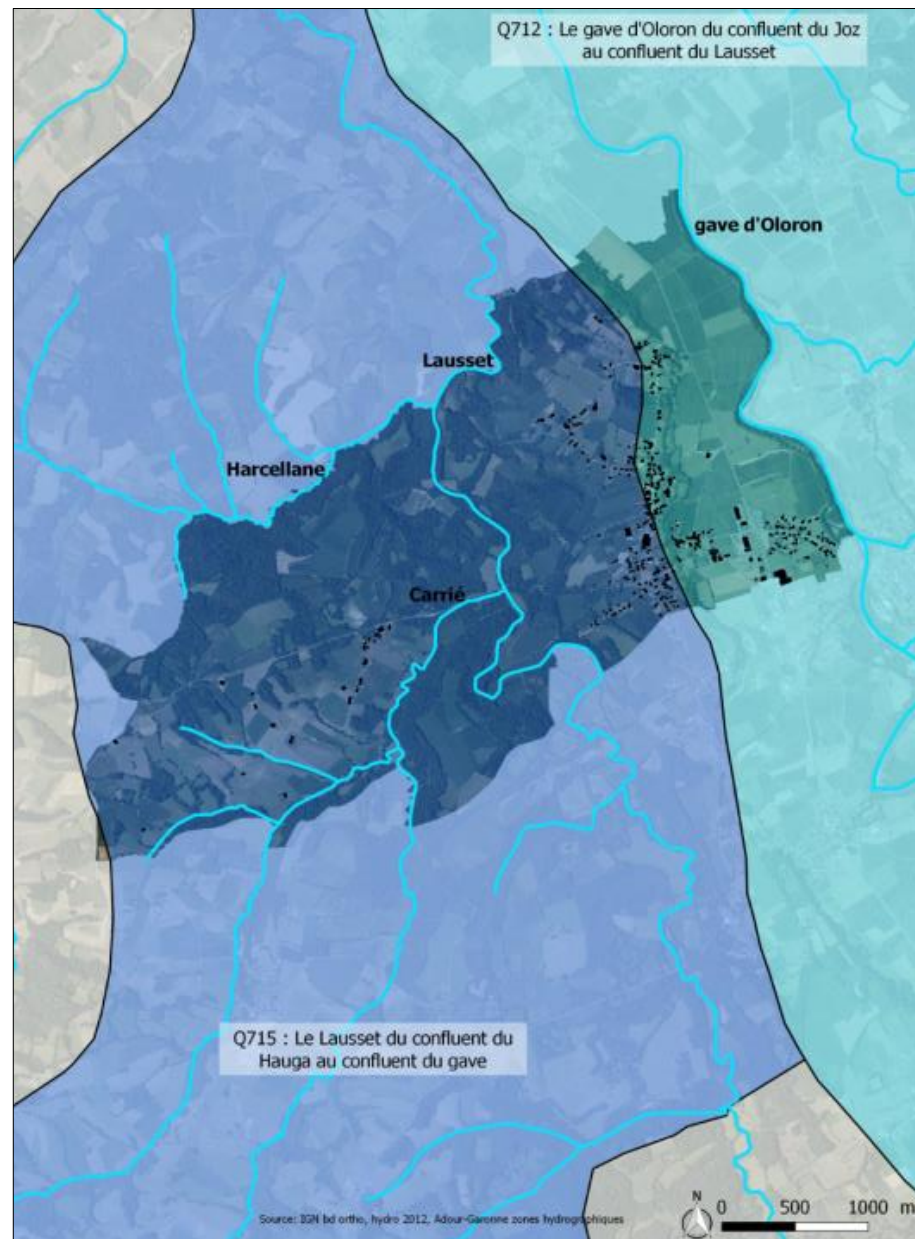 Q712 : Le gave d'Oloron du confluent du Joz
au confluent du Lausset
gave d'Oloron
Lausset
Harcellane
Carrié
Q715 : Le Lausset du confluent du
Hauga au confluent du gave
Source: IGN bd ortho, hydro 2012, Adour-Garonne zones hydrographiques
N
0 500 1000 m